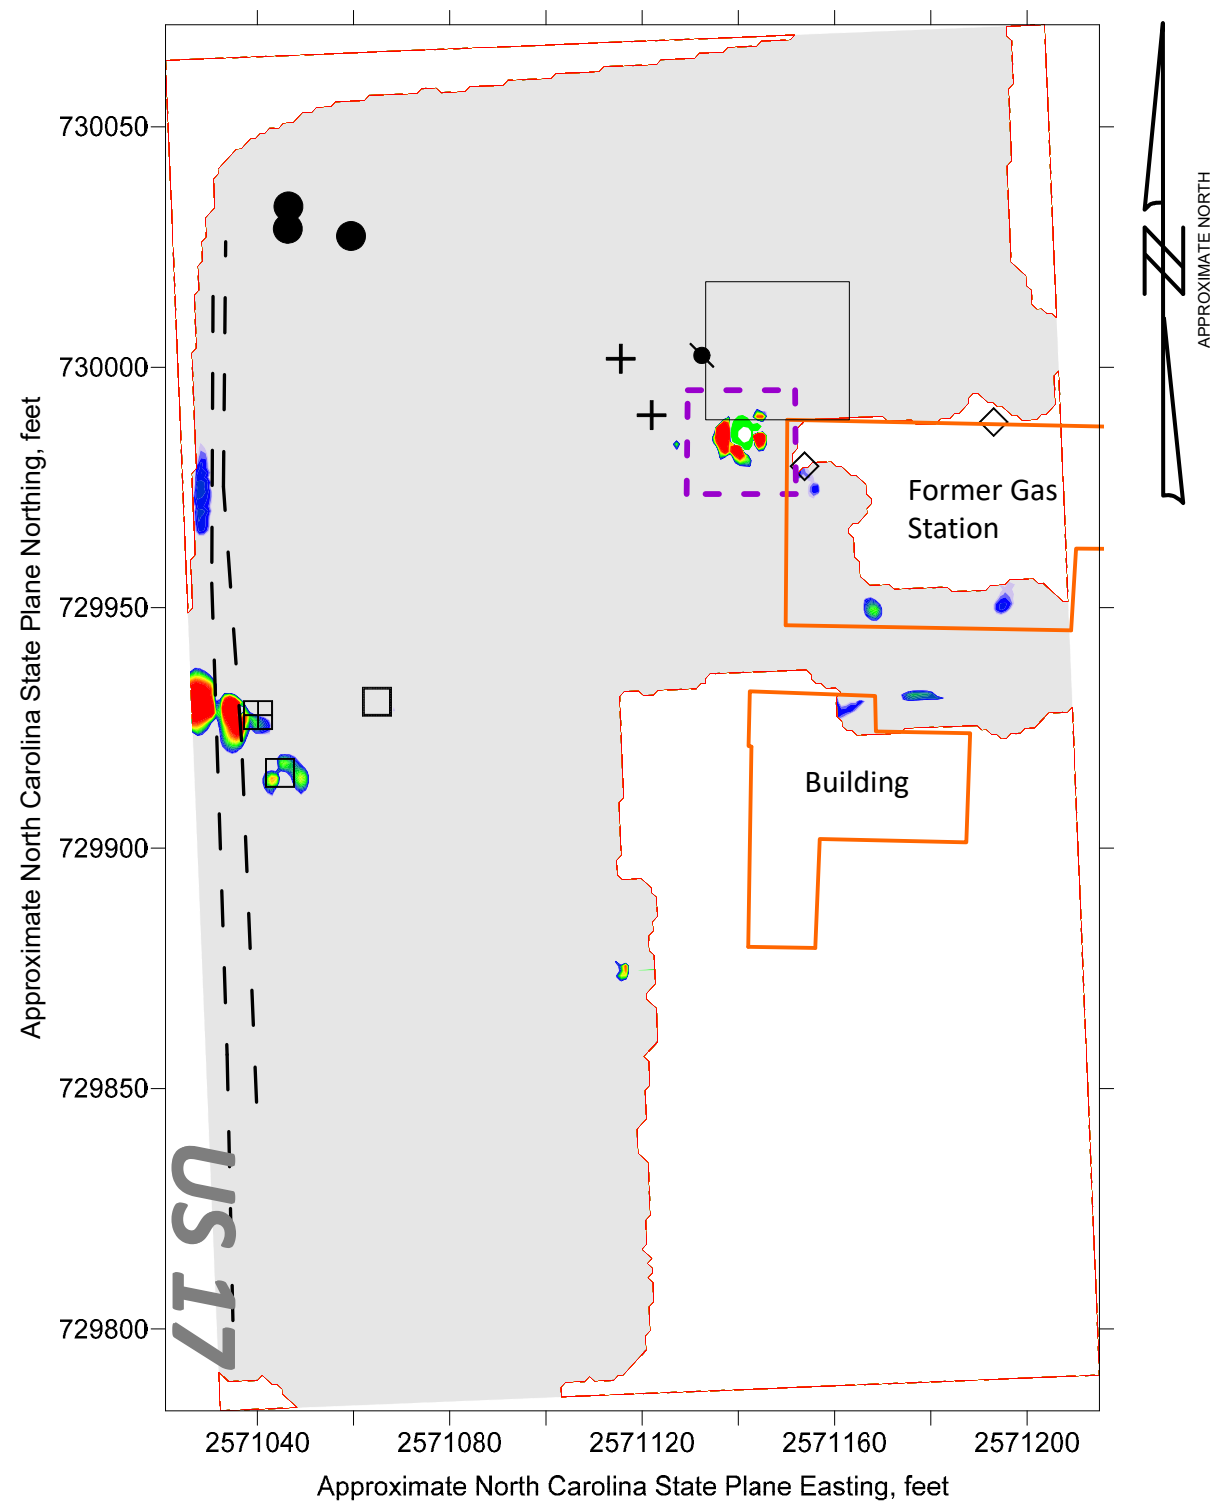 730050
730000
729950
729900
729850
729800
Approximate North Carolina State Plane Northing, feet
N
APPROXIMATE NORTH
Former Gas
Station
Building
US 17
2571040
2571080
2571120
2571160
2571200
Approximate North Carolina State Plane Easting, feet